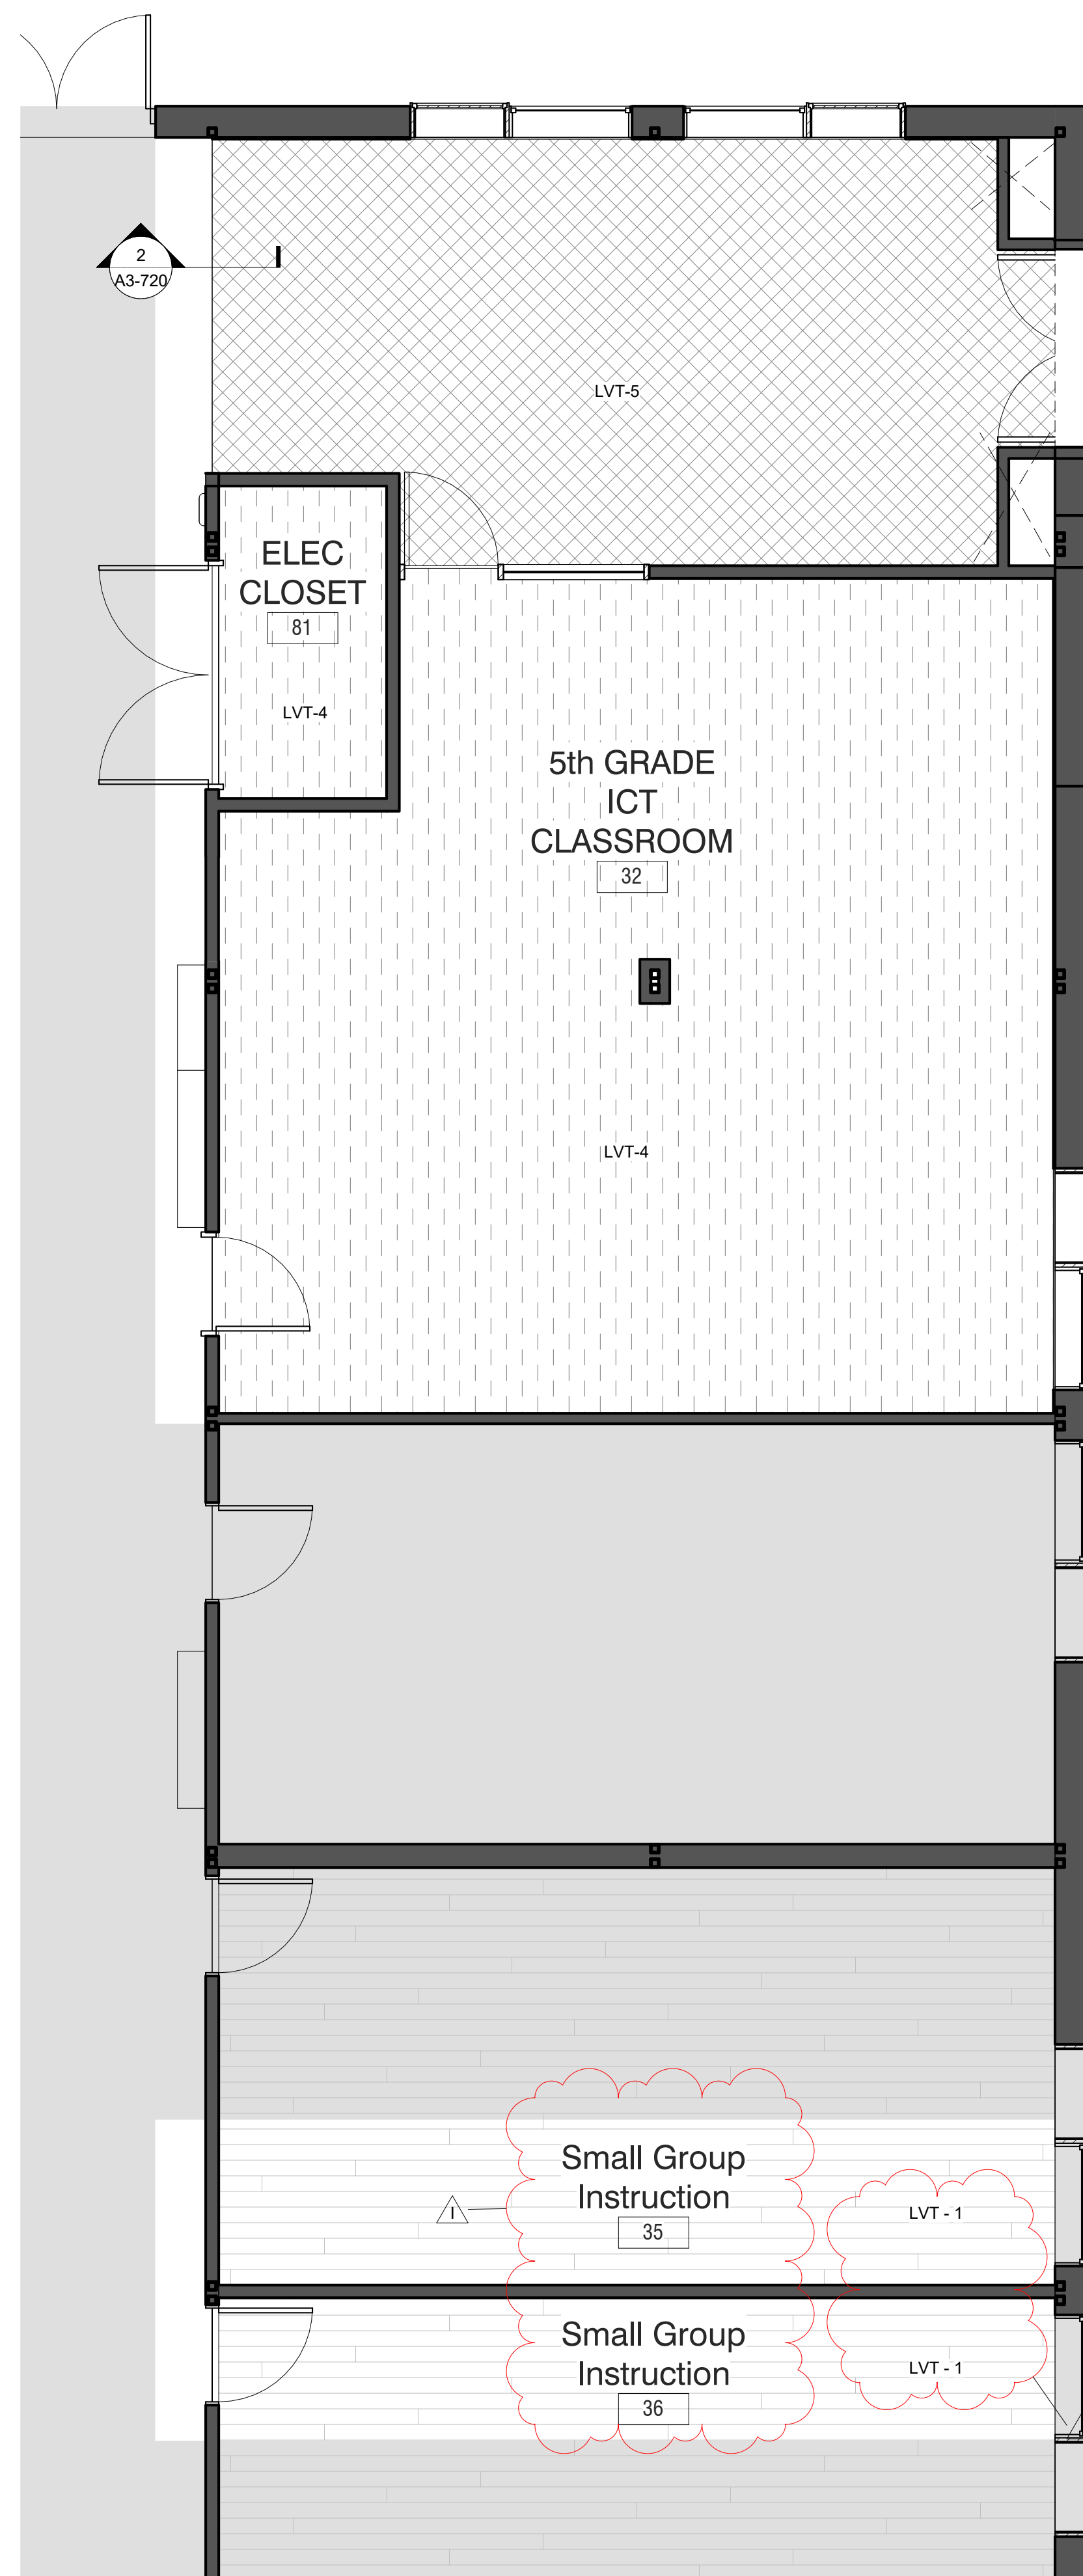 2
A3-720
LVT-5
ELEC
CLOSET
81
LVT-4
5th GRADE
ICT
CLASSROOM
32
LVT-4
Small Group
Instruction
35
1
LVT - 1
Small Group
Instruction
36
LVT - 1